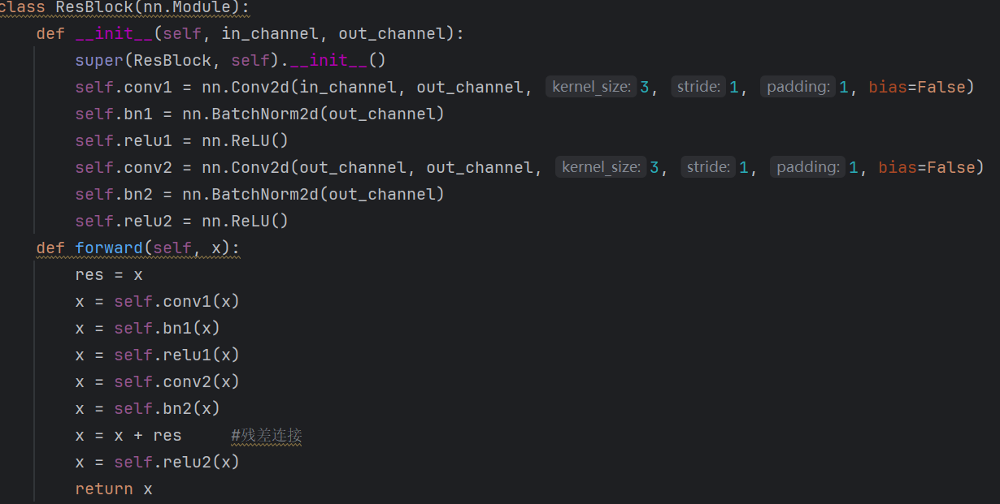 class ResBlock(nn.Module):
    def __init__(self, in_channel, out_channel):
        super(ResBlock, self).__init__()
        self.conv1 = nn.Conv2d(in_channel, out_channel, kernel_size: 3, stride: 1, padding: 1, bias=False)
        self.bn1 = nn.BatchNorm2d(out_channel)
        self.relu1 = nn.ReLU()
        self.conv2 = nn.Conv2d(out_channel, out_channel, kernel_size: 3, stride: 1, padding: 1, bias=False)
        self.bn2 = nn.BatchNorm2d(out_channel)
        self.relu2 = nn.ReLU()
    def forward(self, x):
        res = x
        x = self.conv1(x)
        x = self.bn1(x)
        x = self.relu1(x)
        x = self.conv2(x)
        x = self.bn2(x)
        x = x + res     #残差连接
        x = self.relu2(x)
        return x